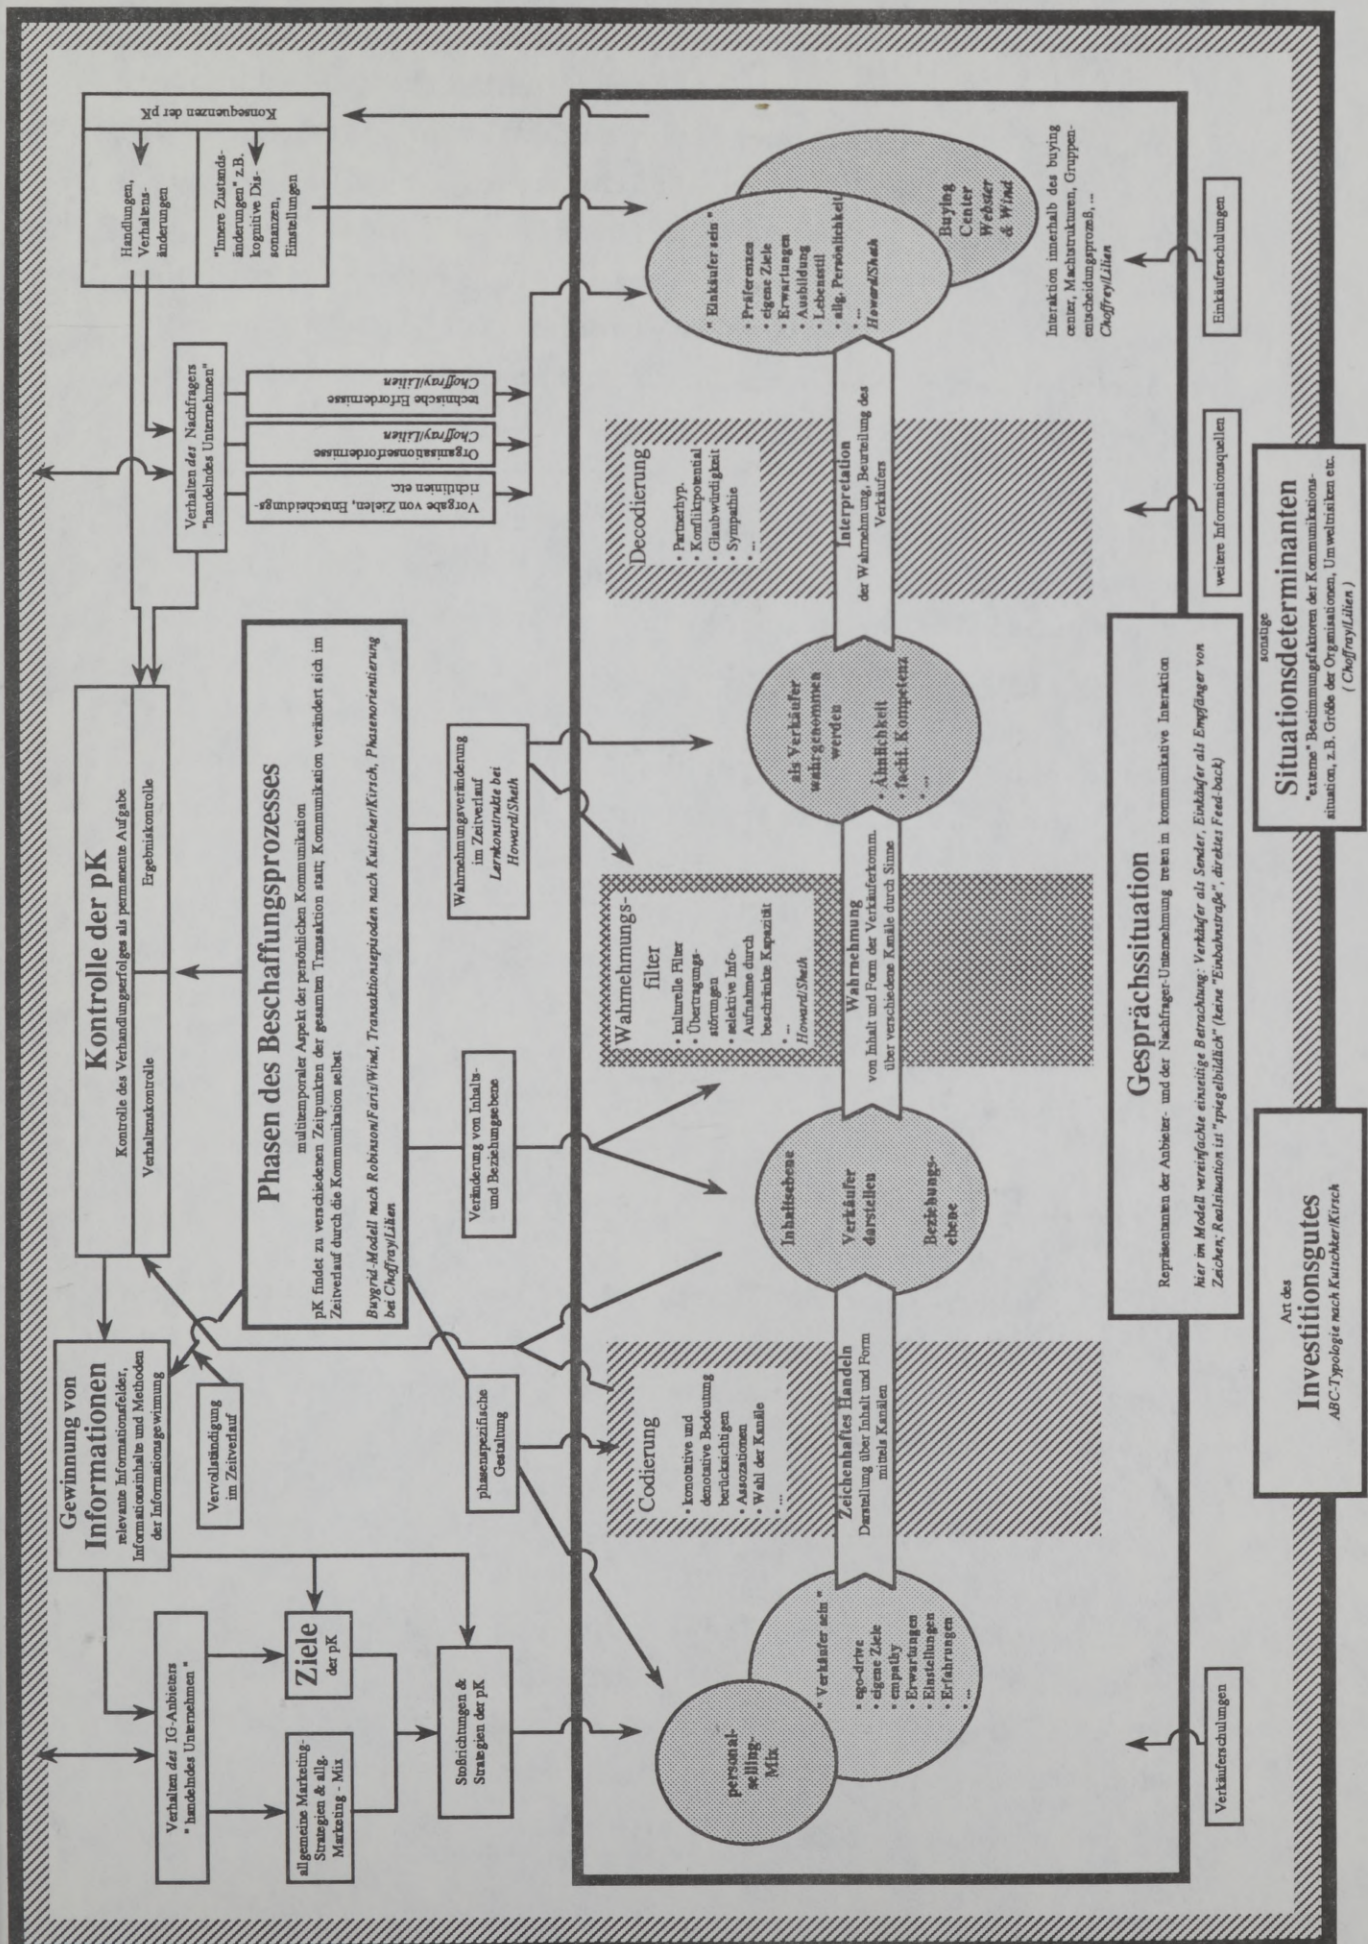 Verhalten des IG-Anbieters
" handelndes Unternehmen "
allgemeine Marketing-
Strategien & allg.
Marketing - Mix
Ziele
der pK
Stoßrichtungen &
Strategien der pK
Gewinnung von
Informationen
relevante Informationsfelder,
Informationsinhalte und Methoden
der Informationsgewinnung
Vervollständigung
im Zeitverlauf
Kontrolle der pK
Kontrolle des Verhandlungserfolges als permanente Aufgabe
Verhaltenskontrolle
Ergebniskontrolle
Phasen des Beschaffungsprozesses
multitemporaler Aspekt der persönlichen Kommunikation
pK findet zu verschiedenen Zeitpunkten der gesamten Transaktion statt; Kommunikation verändert sich im
Zeitverlauf durch die Kommunikation selbst
Buygrid-Modell nach Robinson/Faris/Wind, Transaktionsepisoden nach Kutscher/Kirsch, Phasenorientierung
bei Choffray/Lilien
phasenspezifische
Gestaltung
Veränderung von Inhalts-
und Beziehungsebene
Wahrnehmungsveränderung
im Zeitverlauf
Lernkonstrukte bei
Howard/Sheth
Verhalten des Nachfragers
"handelndes Unternehmen"
Vorgabe von Zielen, Entscheidungs-
richtlinien etc.
Organisationserfordernisse
Choffray/Lilien
technische Erfordernisse
Choffray/Lilien
Handlungen,
Verhaltens-
änderungen
"Innere Zustands-
änderungen" z.B.
kognitive Dis-
sonanzen,
Einstellungen
Konsequenzen der pK
personal-
selling-
Mix
" Verkäufer sein "
• ego-drive
• eigene Ziele
• empathy
• Erwartungen
• Einstellungen
• Erfahrungen
• ...
Codierung
• konotative und
denotative Bedeutung
berücksichtigen
• Assozationen
• Wahl der Kanäle
• ...
Zeichenhaftes Handeln
Darstellung über Inhalt und Form
mittels Kanälen
Inhaltsebene
Verkäufer
darstellen
Beziehungs-
ebene
Wahrnehmungs-
filter
• kulturelle Filter
• Übertragungs-
störungen
• selektive Info-
Aufnahme durch
beschränkte Kapazität
• ...
Howard/Sheth
Wahrnehmung
von Inhalt und Form der Verkäuferkomm.
über verschiedene Kanäle durch Sinne
als Verkäufer
wahrgenommen
werden
• Ähnlichkeit
• fachl. Kompetenz
• ...
Decodierung
• Partnerhyp.
• Konfliktpotential
• Glaubwürdigkeit
• Sympathie
• ...
Interpretation
der Wahrnehmung, Beurteilung des
Verkäufers
" Einkäufer sein "
• Präferenzen
• eigene Ziele
• Erwartungen
• Ausbildung
• Lebensstil
• allg. Persönlichkeit
• ...
Howard/Sheth
Buying
Center
Webster
& Wind
Interaktion innerhalb des buying
center, Machtstrukturen, Gruppen-
entscheidungsprozeß, ...
Choffrey/Lilien
Verkäuferschulungen
Gesprächssituation
Repräsentanten der Anbieter- und der Nachfrager-Unternehmung treten in kommunikative Interaktion
hier im Modell vereinfachte einseitige Betrachtung: Verkäufer als Sender, Einkäufer als Empfänger von
Zeichen; Realsituation ist "spiegelbildlich" (keine "Einbahnstraße", direktes Feed-back)
weitere Informationsquellen
Einkäuferschulungen
Art des
Investitionsgutes
ABC-Typologie nach Kutschker/Kirsch
sonstige
Situationsdeterminanten
"externe" Bestimmungsfaktoren der Kommunikations-
situation, z.B. Größe der Organisationen, Umweltrisiken etc.
( Choffray/Lilien )